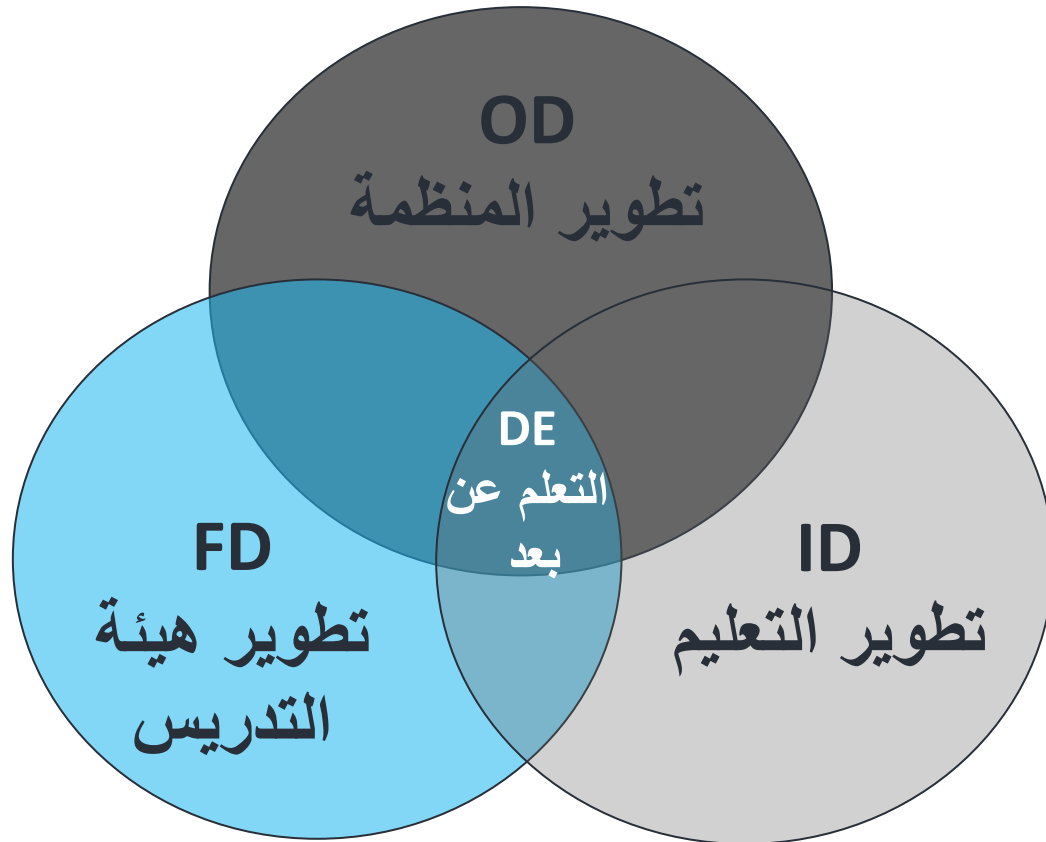 OD
تطوير المنظمة
DE
التعلم عن
بعد
FD
تطوير هيئة
التدريس
ID
تطوير التعليم